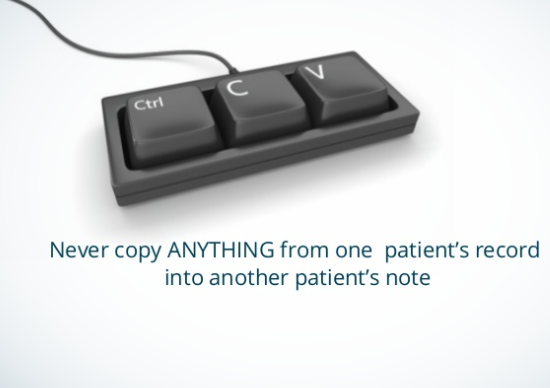 Ctrl C V
Never copy ANYTHING from one patient's record
into another patient's note